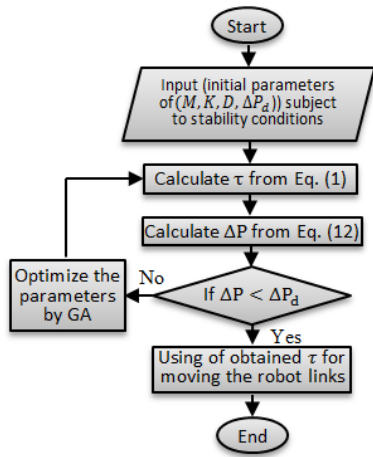 Start
Input (initial parameters
of(M, K, D, ΔP_d)) subject
to stability conditions
Calculate τ from Eq. (1)
Calculate ΔP from Eq. (12)
Optimize the
parameters
by GA
No
If ΔP < ΔP_d
Yes
Using of obtained τ for
moving the robot links
End